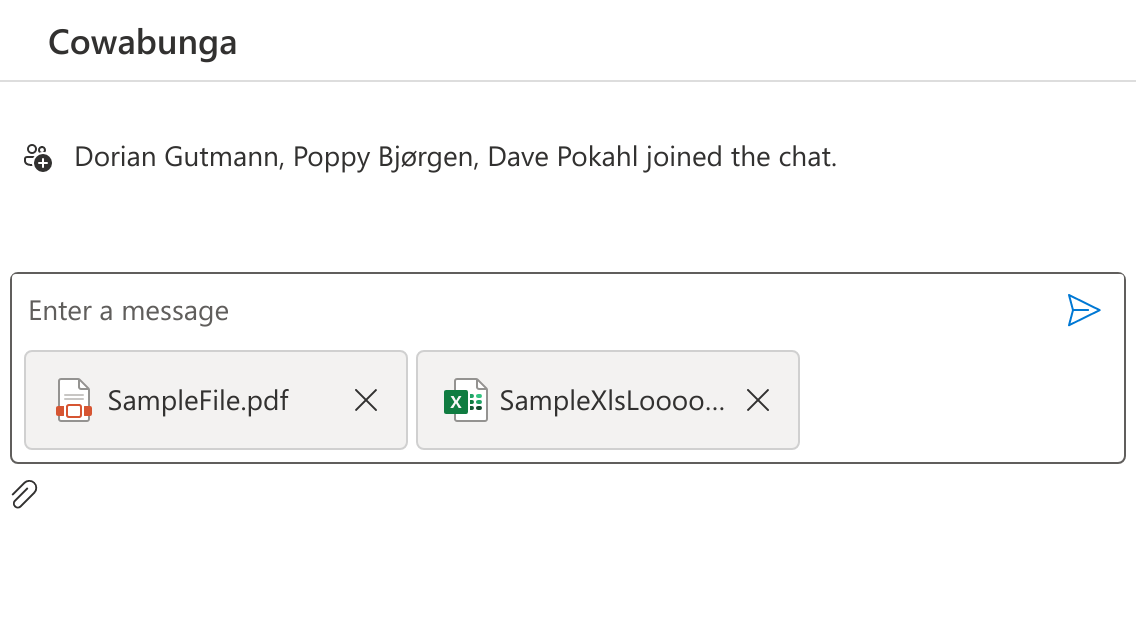 Cowabunga
Dorian Gutmann, Poppy Bjørgen, Dave Pokahl joined the chat.
Enter a message
SampleFile.pdf
X SampleXlsLoooo...